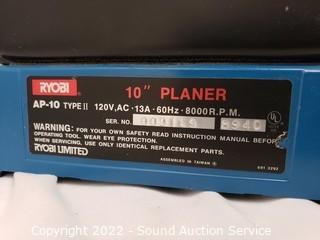 RYOBI
10" PLANER
AP-10 TYPE II 120V,AC · 13A · 60Hz · 8000 R.P.M.
SER. NO.
WARNING: FOR YOUR OWN SAFETY READ INSTRUCTION MANUAL BEFORE
OPERATING TOOL. WEAR EYE PROTECTION.
WHEN SERVICING, USE ONLY IDENTICAL REPLACEMENT PARTS.
RYOBI LIMITED
ASSEMBLED IN TAIWAN
Copyright 2022 - Sound Auction Service